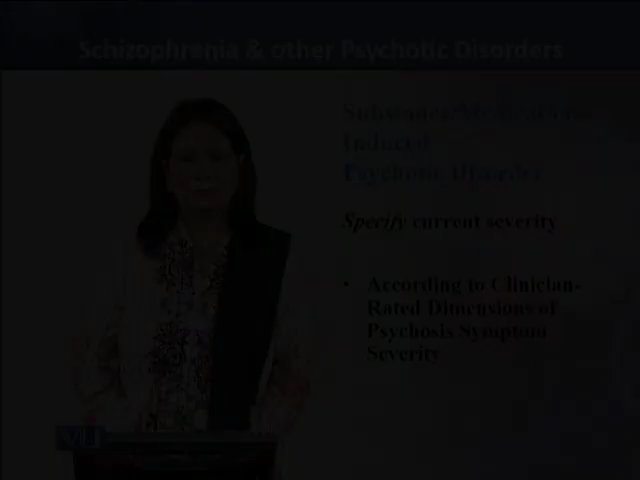 Schizophrenia & other Psychotic Disorders
Substance/Medication
Induced
Psychotic Disorder
Specify current severity
• According to Clinician-
Rated Dimensions of
Psychosis Symptom
Severity
VU